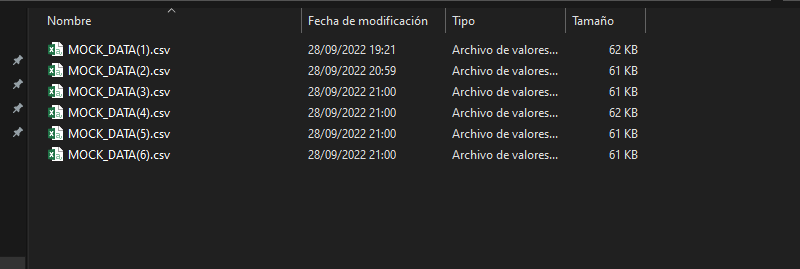 Nombre Fecha de modificación Tipo Tamaño
MOCK_DATA(1).csv 28/09/2022 19:21 Archivo de valores... 62 KB
MOCK_DATA(2).csv 28/09/2022 20:59 Archivo de valores... 61 KB
MOCK_DATA(3).csv 28/09/2022 21:00 Archivo de valores... 61 KB
MOCK_DATA(4).csv 28/09/2022 21:00 Archivo de valores... 62 KB
MOCK_DATA(5).csv 28/09/2022 21:00 Archivo de valores... 61 KB
MOCK_DATA(6).csv 28/09/2022 21:00 Archivo de valores... 61 KB